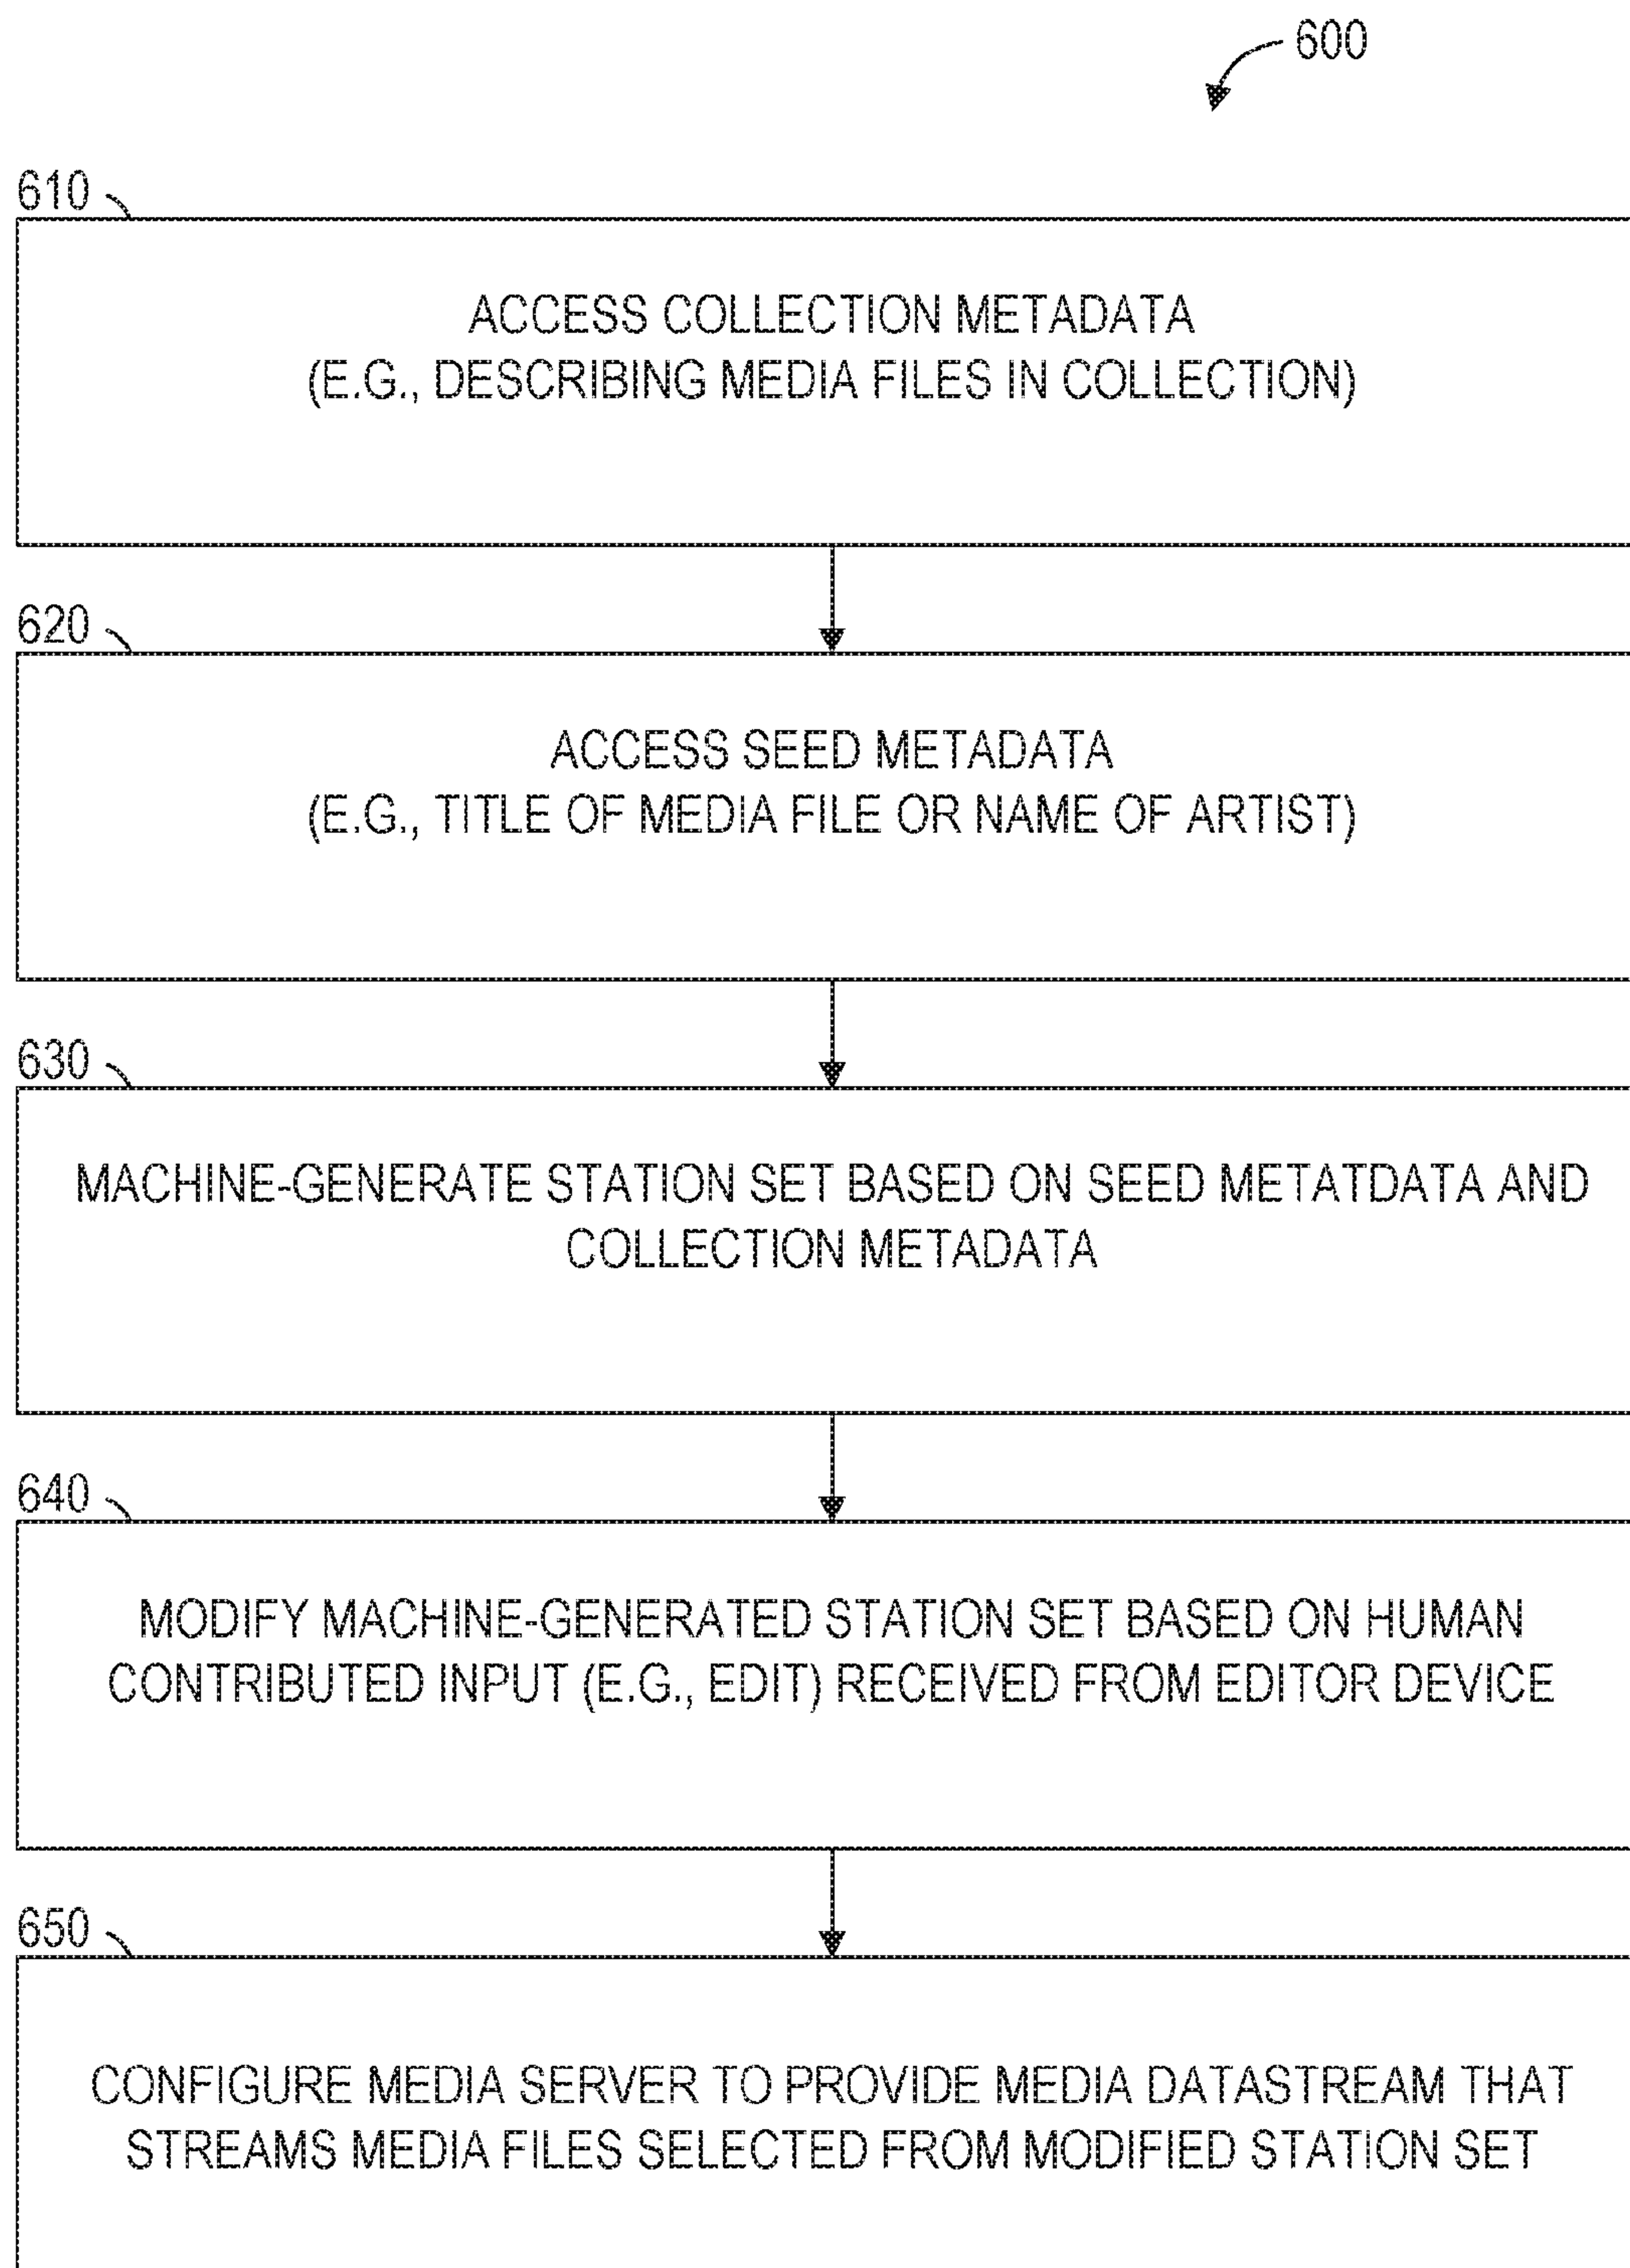 600
610
ACCESS COLLECTION METADATA
(E.G., DESCRIBING MEDIA FILES IN COLLECTION)
620
ACCESS SEED METADATA
(E.G., TITLE OF MEDIA FILE OR NAME OF ARTIST)
630
MACHINE-GENERATE STATION SET BASED ON SEED METATDATA AND
COLLECTION METADATA
640
MODIFY MACHINE-GENERATED STATION SET BASED ON HUMAN
CONTRIBUTED INPUT (E.G., EDIT) RECEIVED FROM EDITOR DEVICE
650
CONFIGURE MEDIA SERVER TO PROVIDE MEDIA DATASTREAM THAT
STREAMS MEDIA FILES SELECTED FROM MODIFIED STATION SET